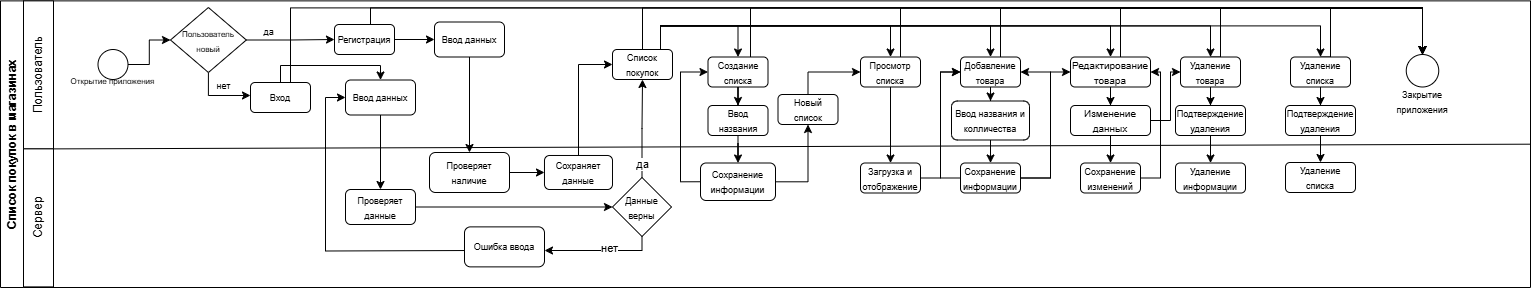 Список покупок в магазинах
Пользователь
Сервер
Открытие приложения
Пользователь
новый
да
нет
Регистрация
Ввод данных
Вход
Ввод данных
Список
покупок
Создание
списка
Ввод
названия
Новый
список
Просмотр
списка
Добавление
товара
Ввод названия и
колличества
Редактирование
товара
Изменение
данных
Удаление
товара
Подтверждение
удаления
Удаление
списка
Подтверждение
удаления
Закрытие
приложения
Проверяет
наличие
Сохраняет
данные
Проверяет
данные
да
Данные
верны
нет
Ошибка ввода
Сохранение
информации
Загрузка и
отображение
Сохранение
информации
Сохранение
изменений
Удаление
информации
Удаление
списка